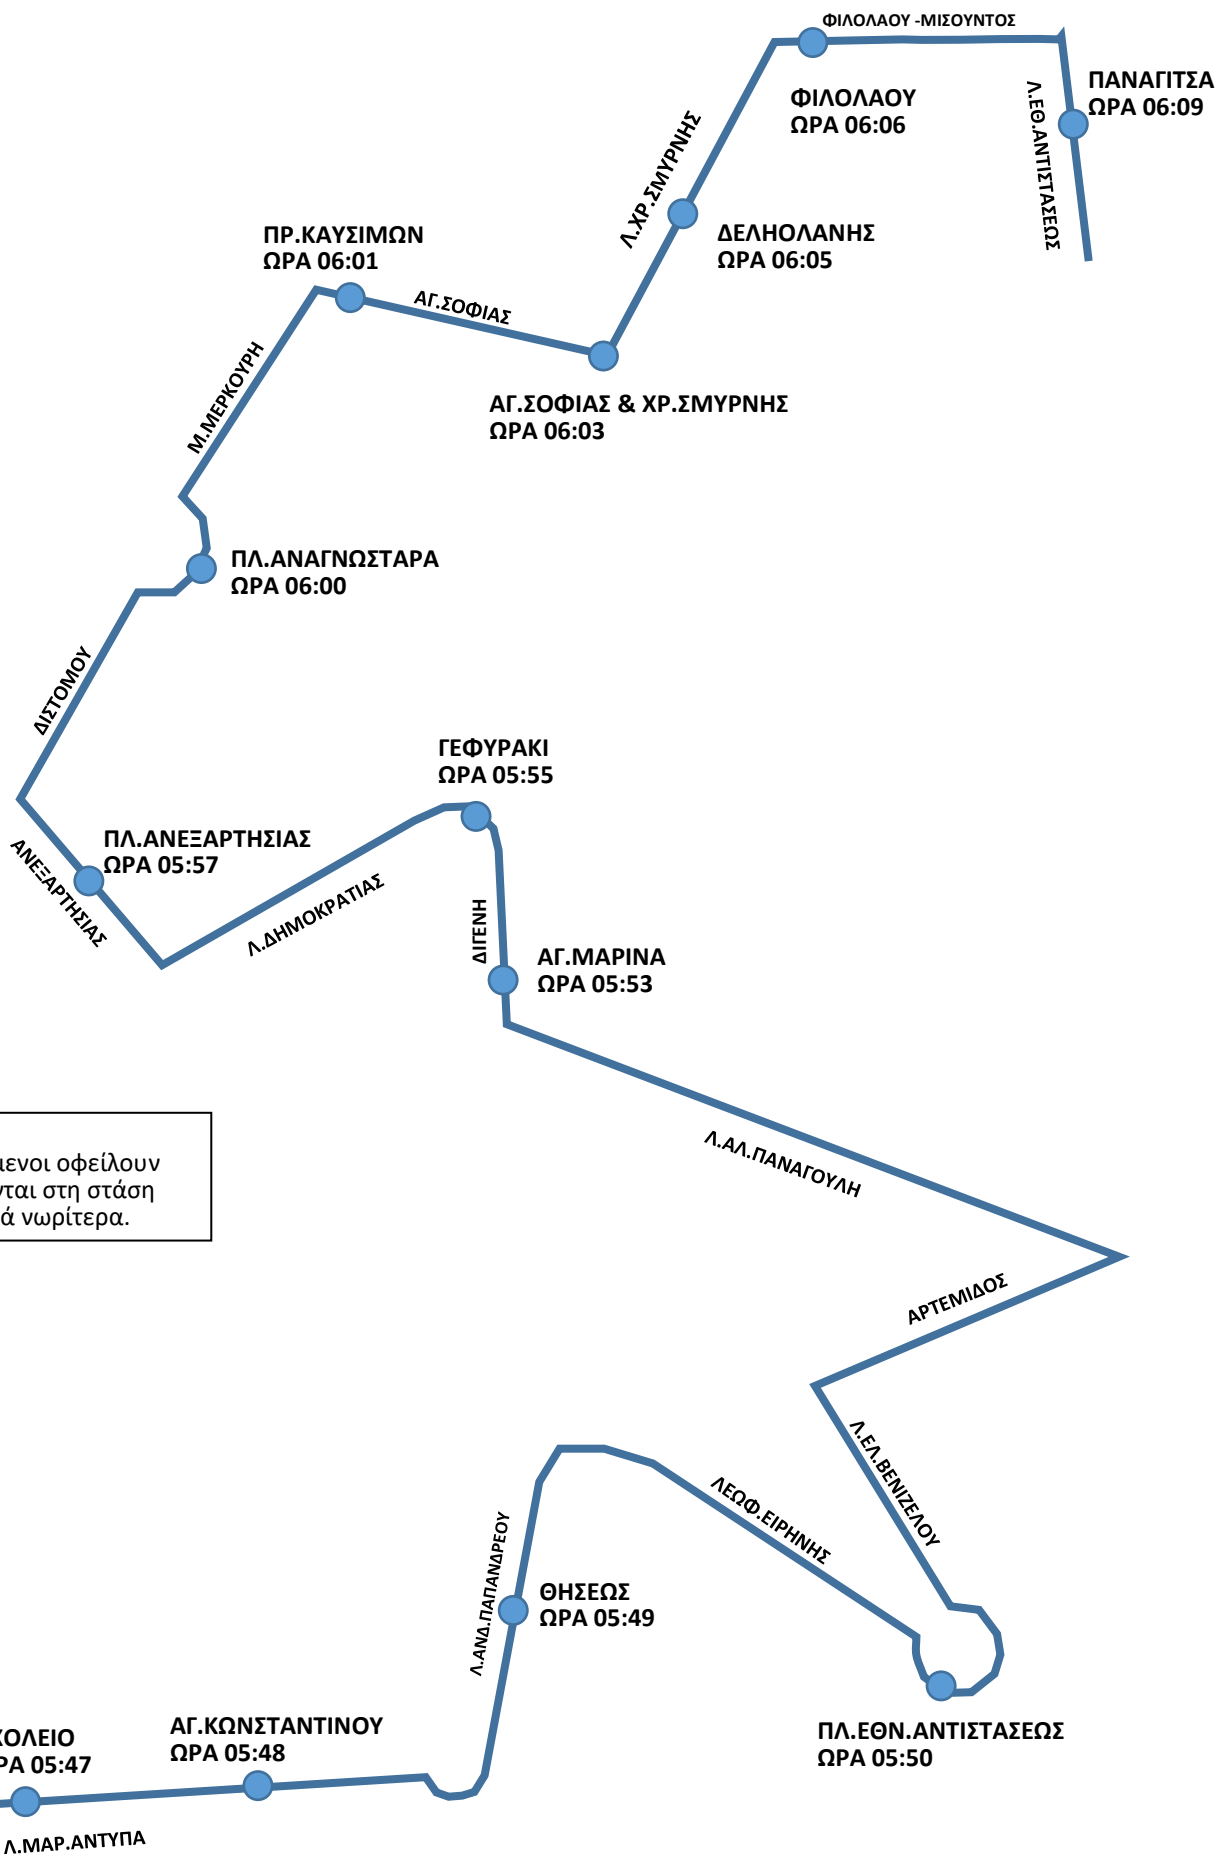 ΦΙΛΟΛΑΟΥ -ΜΙΣΟΥΝΤΟΣ
ΠΑΝΑΓΙΤΣΑ
ΩΡΑ 06:09
Λ.ΕΘ.ΑΝΤΙΣΤΑΣΕΩΣ
ΦΙΛΟΛΑΟΥ
ΩΡΑ 06:06
Λ.ΧΡ.ΣΜΥΡΝΗΣ
ΔΕΛΗΟΛΑΝΗΣ
ΩΡΑ 06:05
ΠΡ.ΚΑΥΣΙΜΩΝ
ΩΡΑ 06:01
ΑΓ.ΣΟΦΙΑΣ
Μ.ΜΕΡΚΟΥΡΗ
ΑΓ.ΣΟΦΙΑΣ & ΧΡ.ΣΜΥΡΝΗΣ
ΩΡΑ 06:03
ΠΛ.ΑΝΑΓΝΩΣΤΑΡΑ
ΩΡΑ 06:00
ΔΙΣΤΟΜΟΥ
ΓΕΦΥΡΑΚΙ
ΩΡΑ 05:55
ΠΛ.ΑΝΕΞΑΡΤΗΣΙΑΣ
ΩΡΑ 05:57
ΑΝΕΞΑΡΤΗΣΙΑΣ
Λ.ΔΗΜΟΚΡΑΤΙΑΣ
ΔΙΓΕΝΗ
ΑΓ.ΜΑΡΙΝΑ
ΩΡΑ 05:53
Λ.ΑΛ.ΠΑΝΑΓΟΥΛΗ
μενοι οφείλουν
νται στη στάση
ά νωρίτερα.
ΑΡΤΕΜΙΔΟΣ
Λ.ΕΛ.ΒΕΝΙΖΕΛΟΥ
ΛΕΩΦ.ΕΙΡΗΝΗΣ
Λ.ΑΝΔ.ΠΑΠΑΝΔΡΕΟΥ
ΘΗΣΕΩΣ
ΩΡΑ 05:49
ΠΛ.ΕΘΝ.ΑΝΤΙΣΤΑΣΕΩΣ
ΩΡΑ 05:50
ΑΓ.ΚΩΝΣΤΑΝΤΙΝΟΥ
ΩΡΑ 05:48
ΧΟΛΕΙΟ
ΡΑ 05:47
Λ.ΜΑΡ.ΑΝΤΥΠΑ